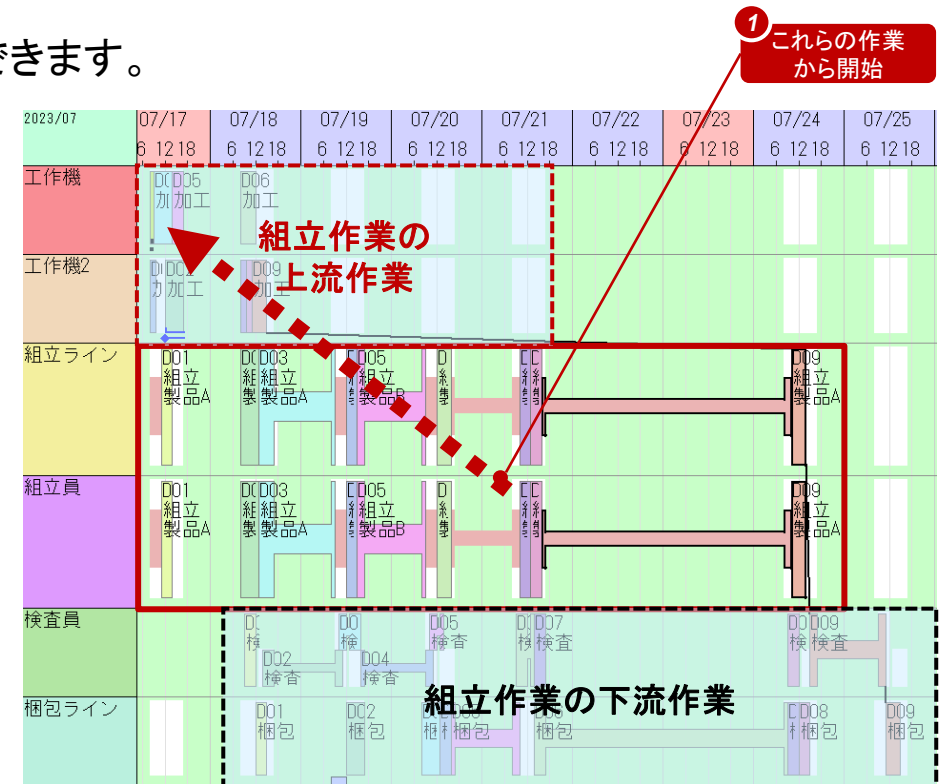 できます。
1
これらの作業
から開始
2023/07 07/17 07/18 07/19 07/20 07/21 07/22 07/23 07/24 07/25
6 12 18 6 12 18 6 12 18 6 12 18 6 12 18 6 12 18 6 12 18 6 12 18 6 12 18
工作機
D05 D06
加工 加工
組立作業の
上流作業
工作機2
D02 D09
加工 加工
組立ライン
D01 D03 D05 D09
組立 組立 組立 組立
製品A 製品A 製品B 製品A
組立員
D01 D03 D05 D09
組立 組立 組立 組立
製品A 製品A 製品B 製品A
検査員
D05 D07 D09
検査 検査 検査
D02 D04
検査 検査
組立作業の下流作業
梱包ライン
D01 D02 D08 D09
梱包 梱包 梱包 梱包 梱包